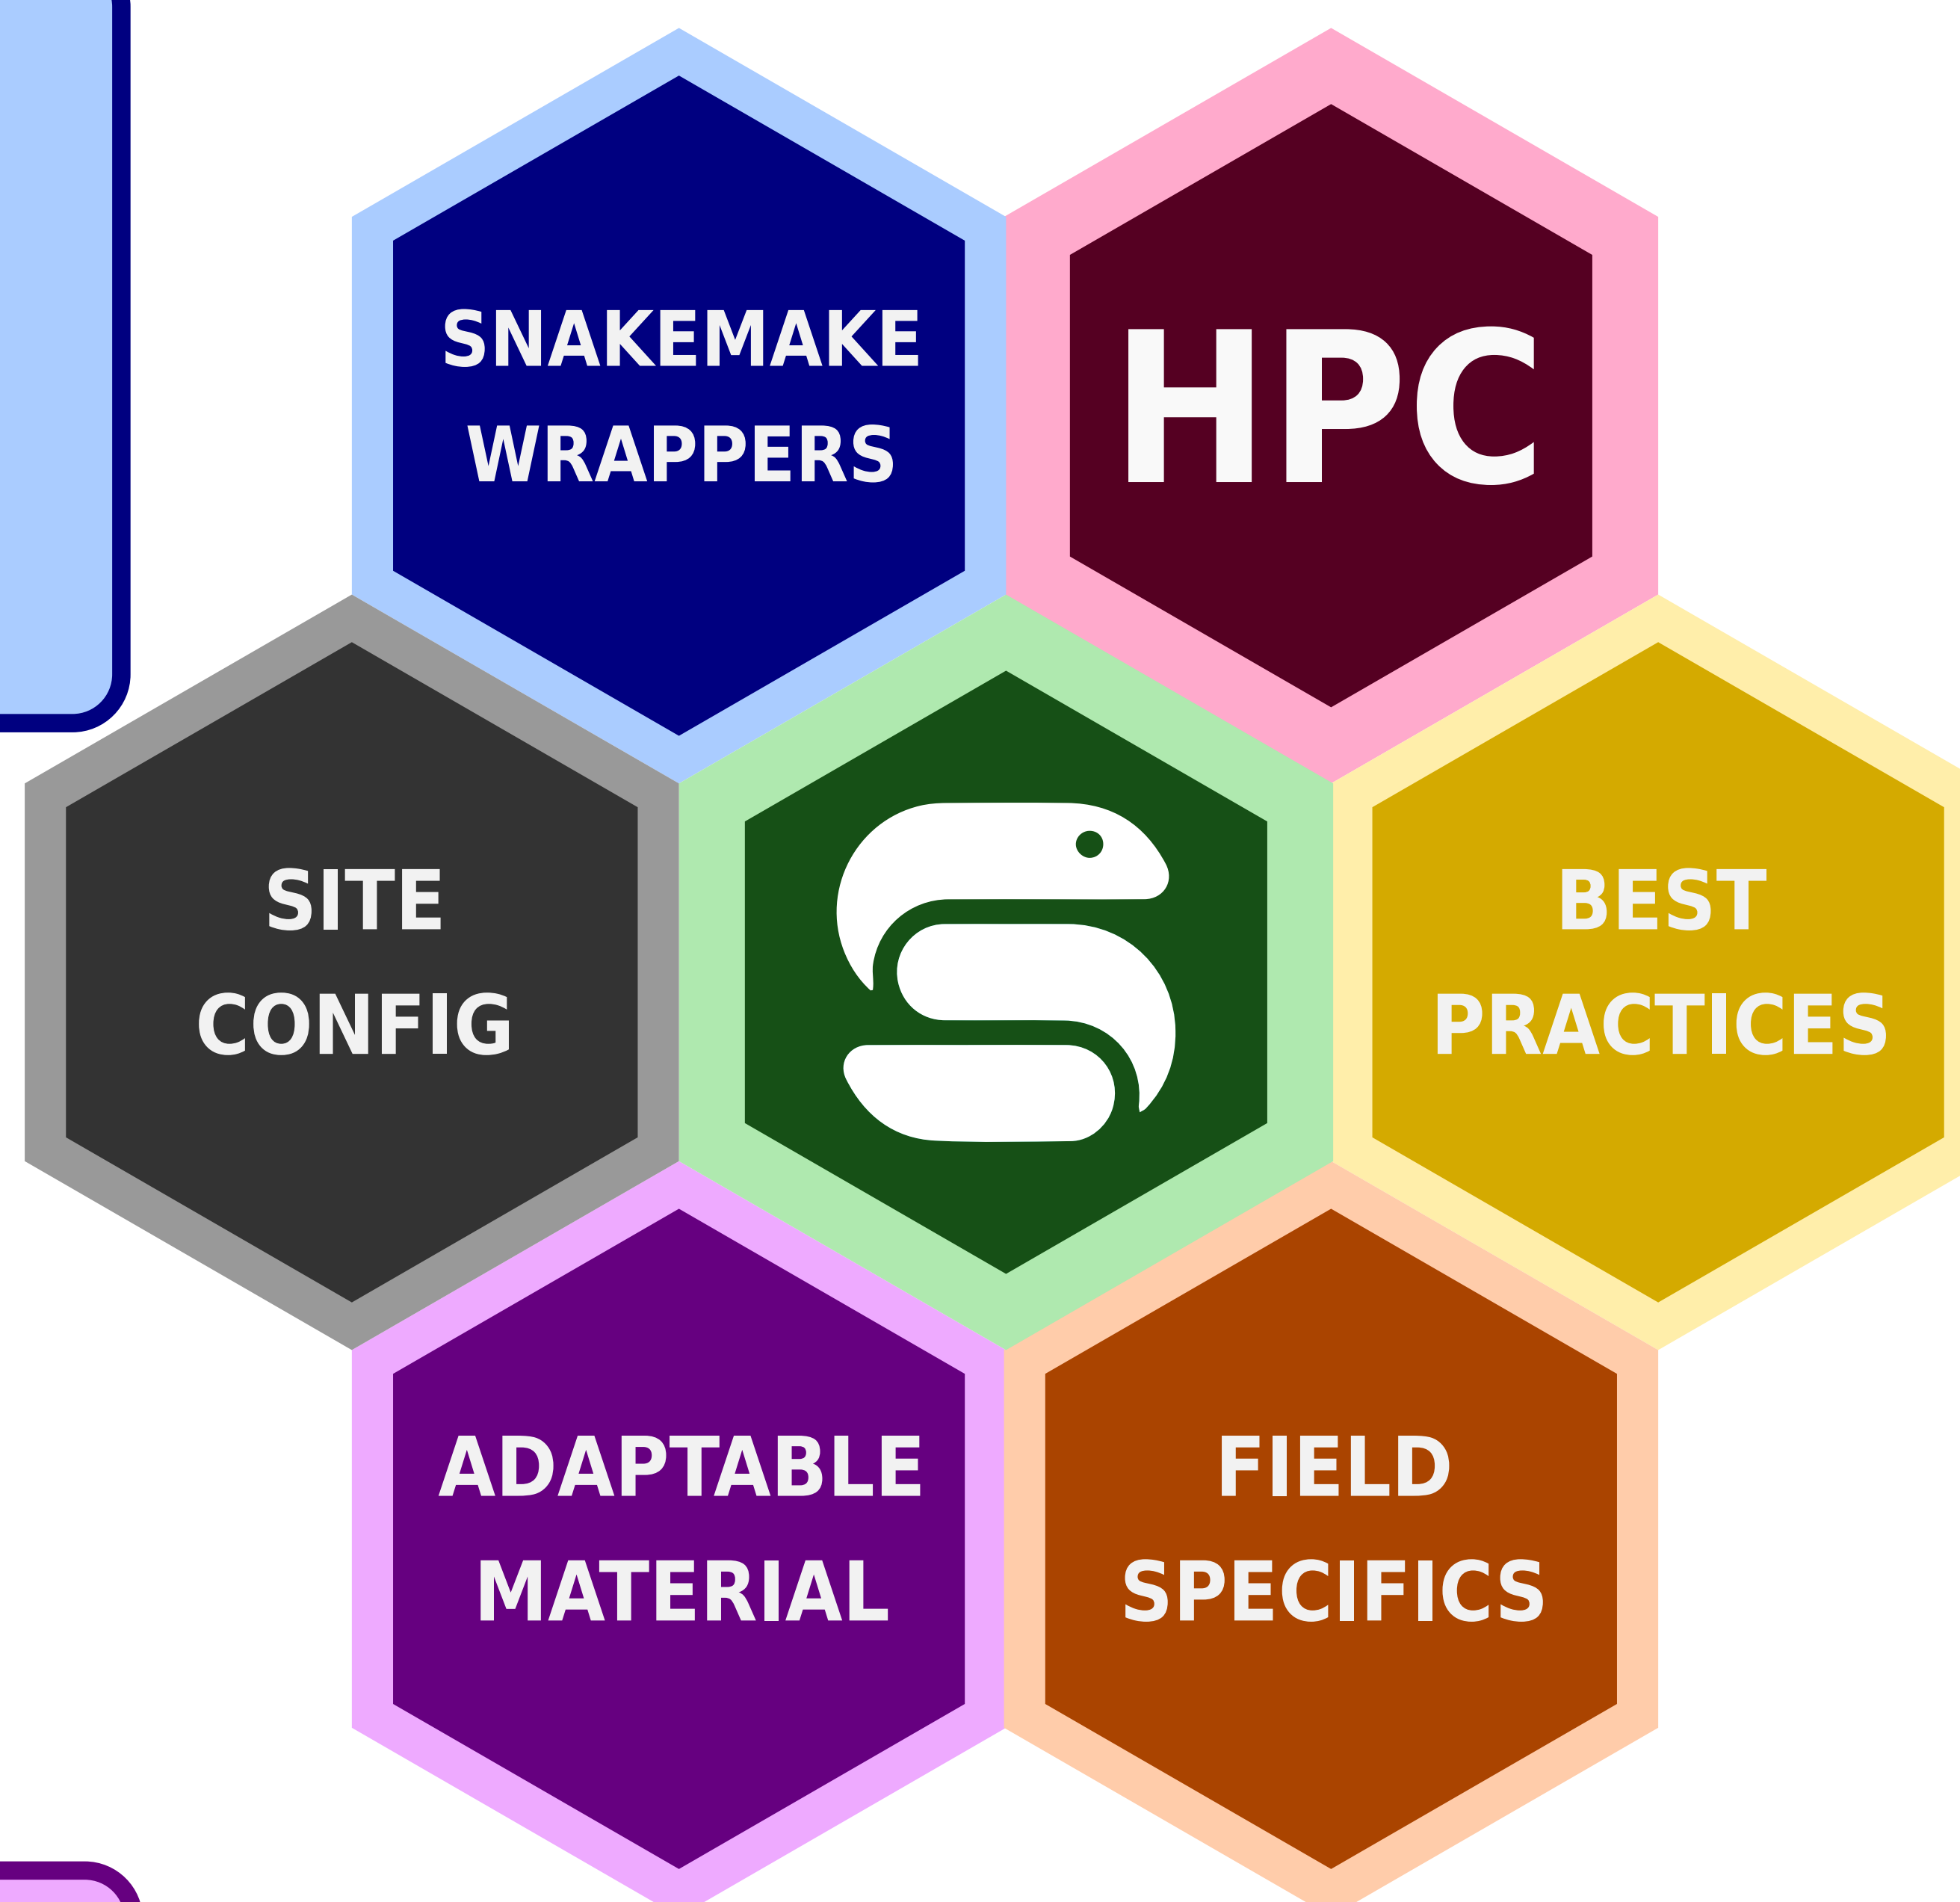 SNAKEMAKE
WRAPPERS
HPC
SITE
CONFIG
BEST
PRACTICES
ADAPTABLE
MATERIAL
FIELD
SPECIFICS